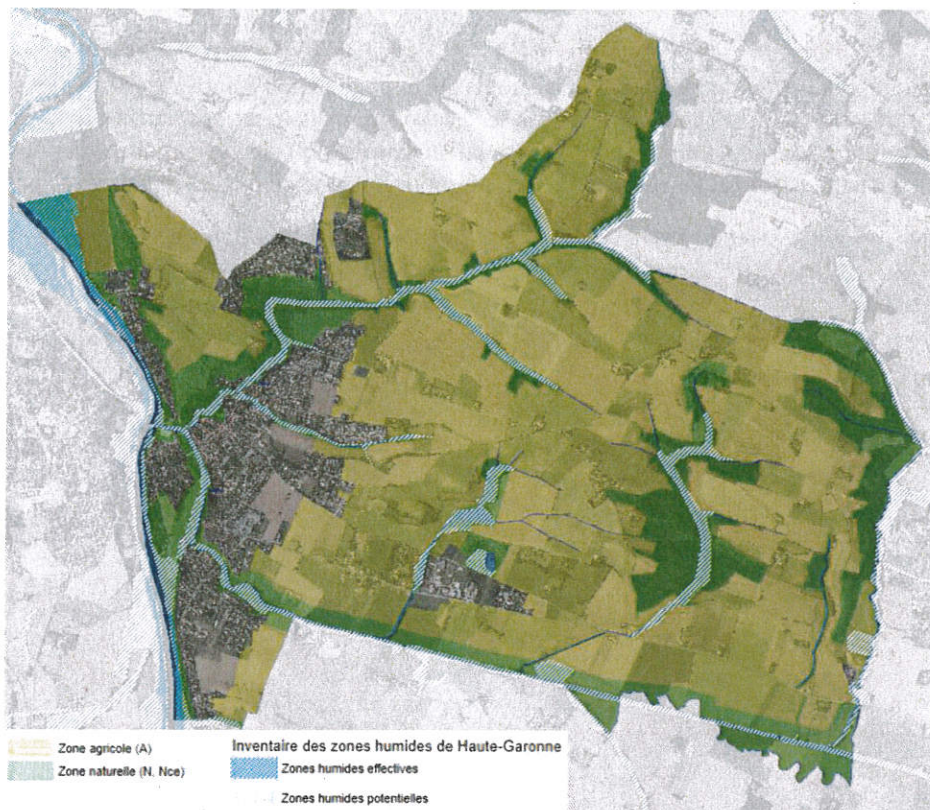 Zone agricole (A)
Zone naturelle (N, Nce)
Inventaire des zones humides de Haute-Garonne
Zones humides effectives
Zones humides potentielles